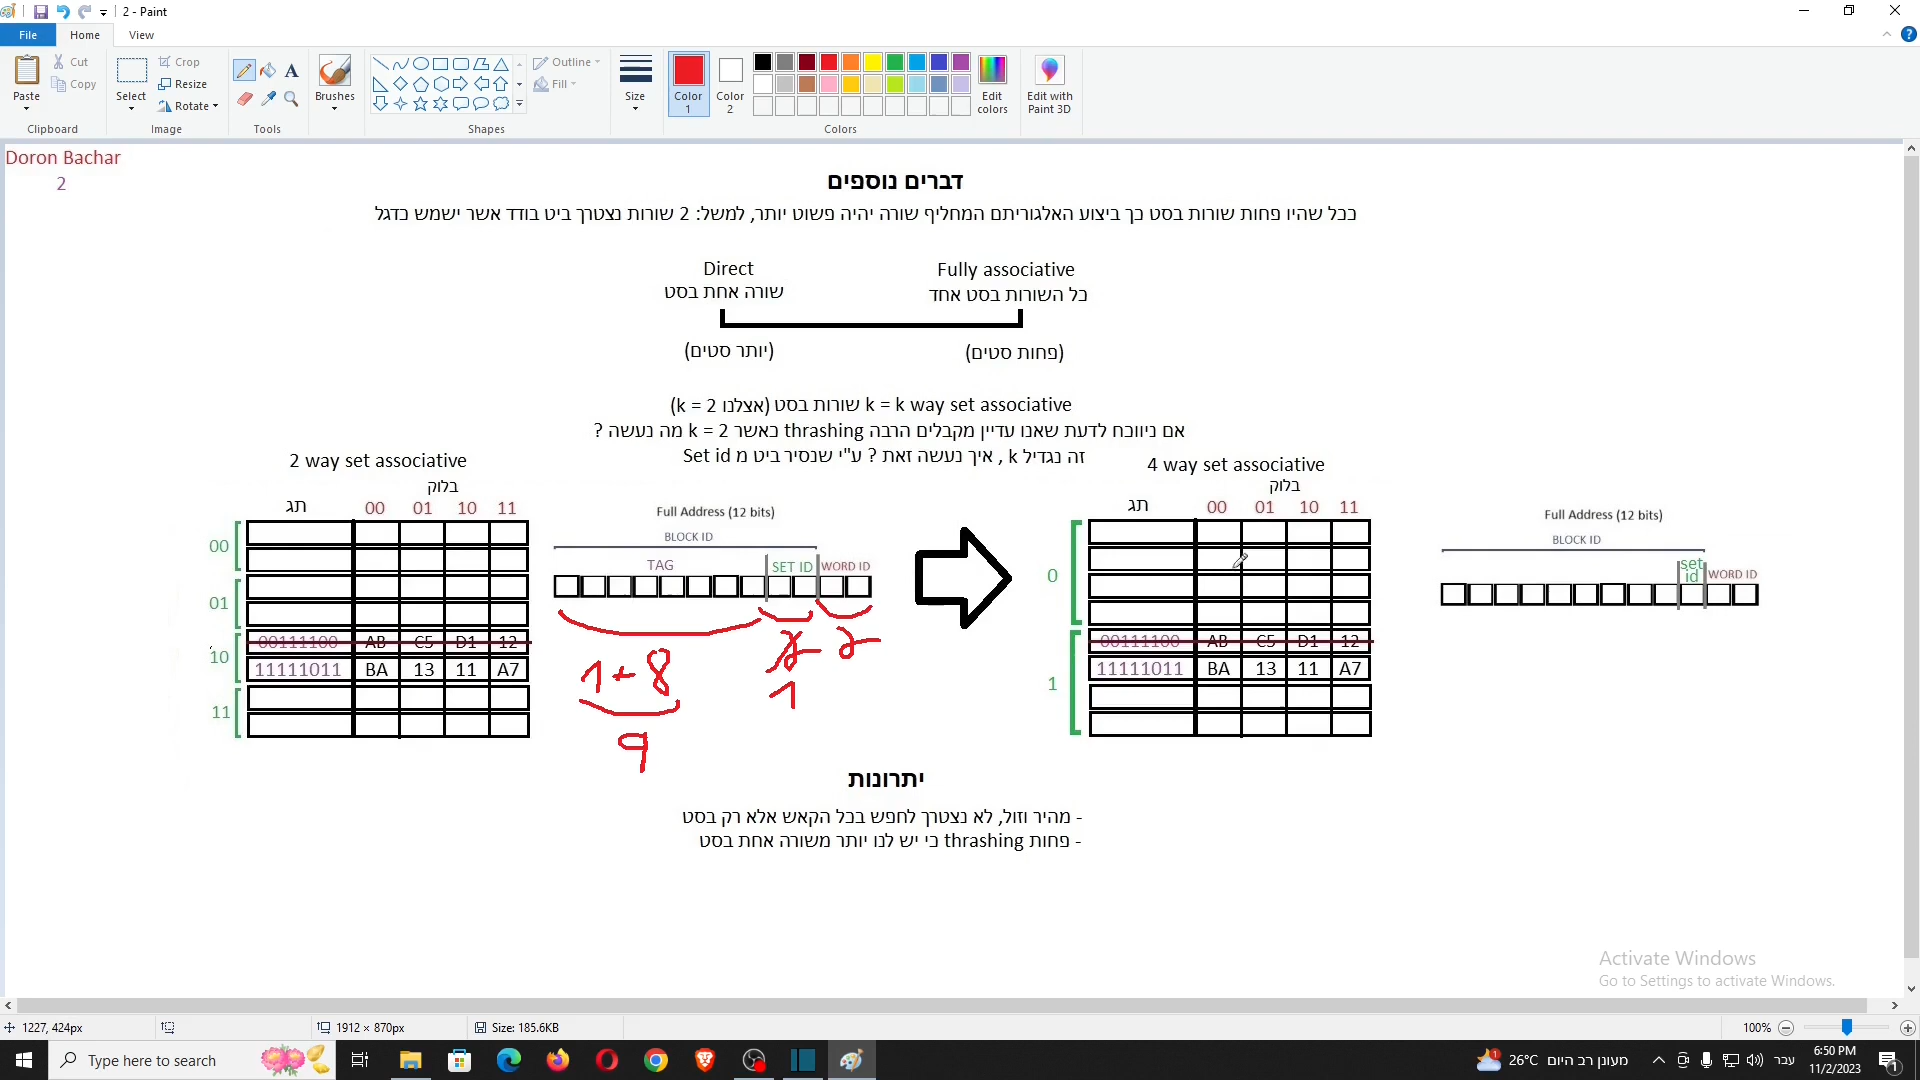 2 - Paint
File
Home
View
Paste
Cut
Copy
Clipboard
Select
Crop
Resize
Rotate
Image
Tools
Brushes
Shapes
Outline
Fill
Size
Color 1
Color 2
Edit colors
Colors
Edit with Paint 3D
Doron Bachar
2
דברים נוספים
ככל שהיו פחות שורות בסט כך ביצוע האלגוריתם המחליף שורה יהיה פשוט יותר, למשל: 2 שורות נצטרך ביט בודד אשר ישמש כדגל
Direct
שורה אחת בסט
Fully associative
כל השורות בסט אחד
(יותר סטים)
(פחות סטים)
k = k way set associative שורות בסט (אצלנו k = 2)
אם ניווכח לדעת שאנו עדיין מקבלים הרבה thrashing כאשר k = 2 מה נעשה ?
זה נגדיל k , איך נעשה זאת ? ע"י שנסיר ביט מ Set id
2 way set associative
בלוק
תג 00 01 10 11
00
01
10
11
00111100 AB C5 D1 12
11111011 BA 13 11 A7
Full Address (12 bits)
BLOCK ID
TAG SET ID WORD ID
1 + 8
9
2
1
2
4 way set associative
בלוק
תג 00 01 10 11
0
1
00111100 AB C5 D1 12
11111011 BA 13 11 A7
Full Address (12 bits)
BLOCK ID
set id WORD ID
יתרונות
- מהיר וזול, לא נצטרך לחפש בכל הקאש אלא רק בסט
- פחות thrashing כי יש לנו יותר משורה אחת בסט
Activate Windows
Go to Settings to activate Windows.
1227, 424px
1912 × 870px
Size: 185.6KB
100%
Type here to search
26°C מעונן רב היום
עבר
6:50 PM
11/2/2023